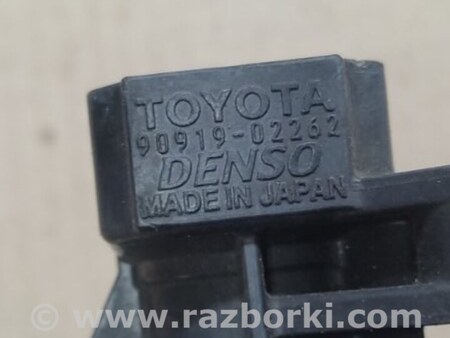 TOYOTA
90919-02262
DENSO
MADE IN JAPAN
© www.razborki.com